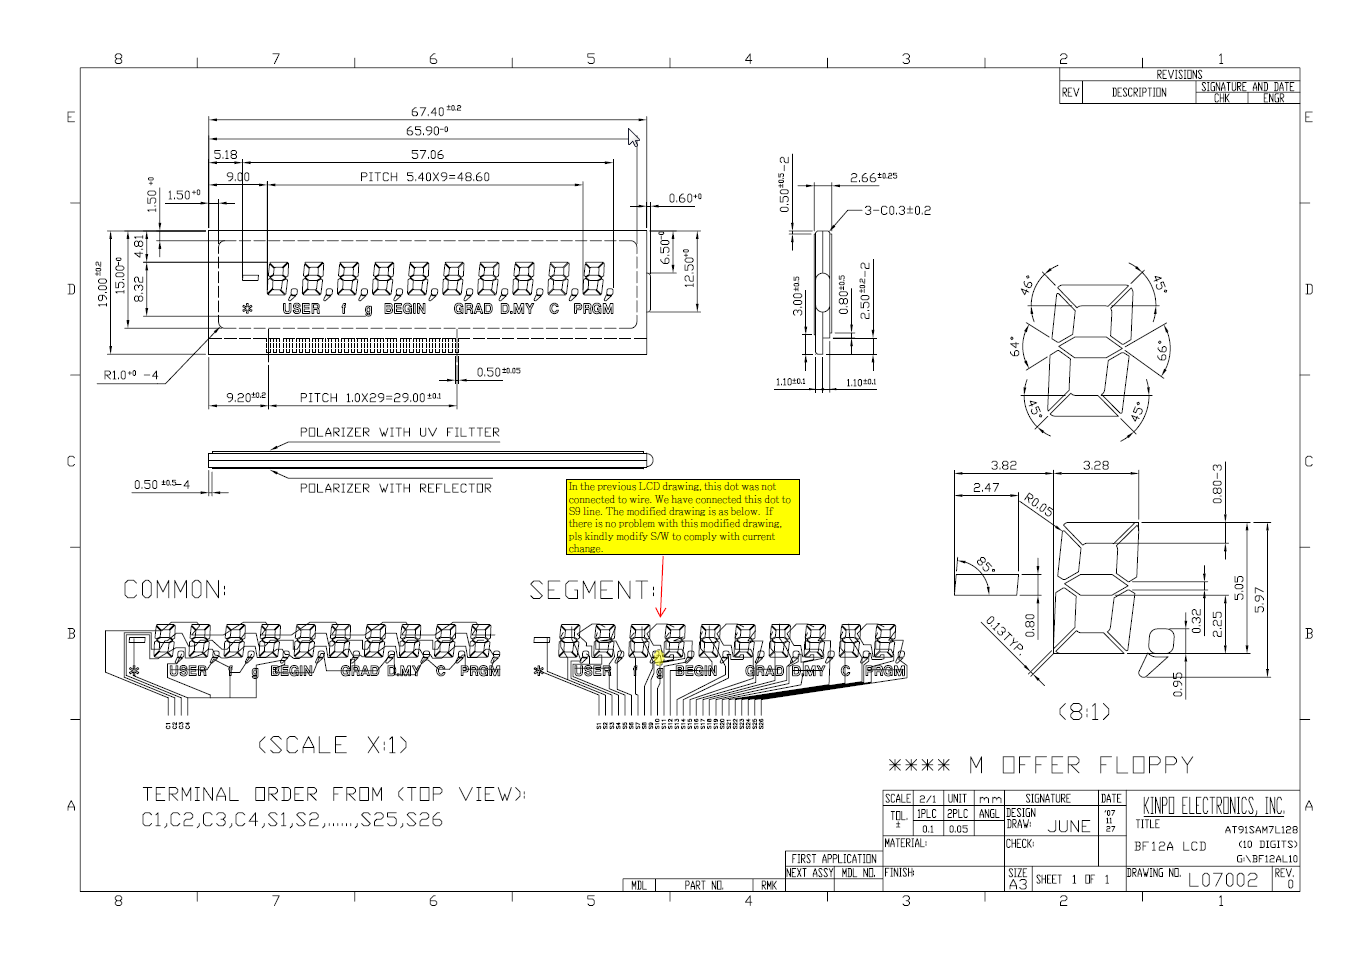 8 7 6 5 4 3 2 1
REVISIONS
REV DESCRIPTION SIGNATURE AND DATE
CHK ENGR
E E
67.40 ±0.2
65.90-0
5.18 57.06
9.00 PITCH 5.40X9=48.60
1.50 +0
1.50+0
0.60+0
19.00±0.2
15.00-0
4.81
8.32
6.50-0
12.50+0
D D
* USER f g BEGIN GRAD D.MY C PRGM
R1.0+0 -4
0.50±0.05
9.20±0.2 PITCH 1.0X29=29.00±0.1
0.50±0.5-2
2.66±0.25
3-C0.3±0.2
3.00±0.5
0.80±0.5
2.50±0.2-2
1.10±0.1 1.10±0.1
46° 45°
64° 66°
45° 45°
POLARIZER WITH UV FILTTER
C C
0.50 ±0.5-4
POLARIZER WITH REFLECTOR
In the previous LCD drawing, this dot was not
connected to wire. We have connected this dot to
S9 line. The modified drawing is as below. If
there is no problem with this modified drawing,
pls kindly modify S/W to comply with current
change.
3.82 3.28
2.47
R0.05
0.80-3
85°
0.80
0.13TYP.
0.32
2.25
5.05
5.97
0.95
(8:1)
COMMON: SEGMENT:
B B
* USER f g BEGIN GRAD D.MY C PRGM
* USER f g BEGIN GRAD D.MY C PRGM
C1 C2 C3 C4
S1 S2 S3 S4 S5 S6 S7 S8 S9 S10 S11 S12 S13 S14 S15 S16 S17 S18 S19 S20 S21 S22 S23 S24 S25 S26
(SCALE X:1)
**** M OFFER FLOPPY
TERMINAL ORDER FROM (TOP VIEW):
C1,C2,C3,C4,S1,S2,......,S25,S26
A A
SCALE 2/1 UNIT mm SIGNATURE DATE
KINPO ELECTRONICS, INC.
TOL. ± 1PLC 2PLC ANGL
0.1 0.05
DESIGN
DRAW: JUNE
'07
11
27
TITLE AT91SAM7L128
BF12A LCD (10 DIGITS)
G:\BF12AL10
MATERIAL: CHECK:
FIRST APPLICATION
NEXT ASSY MDL NO. FINISH:
SIZE
A3 SHEET 1 OF 1
DRAWING NO. L07002
REV.
0
MDL PART NO. RMK
8 7 6 5 4 3 2 1